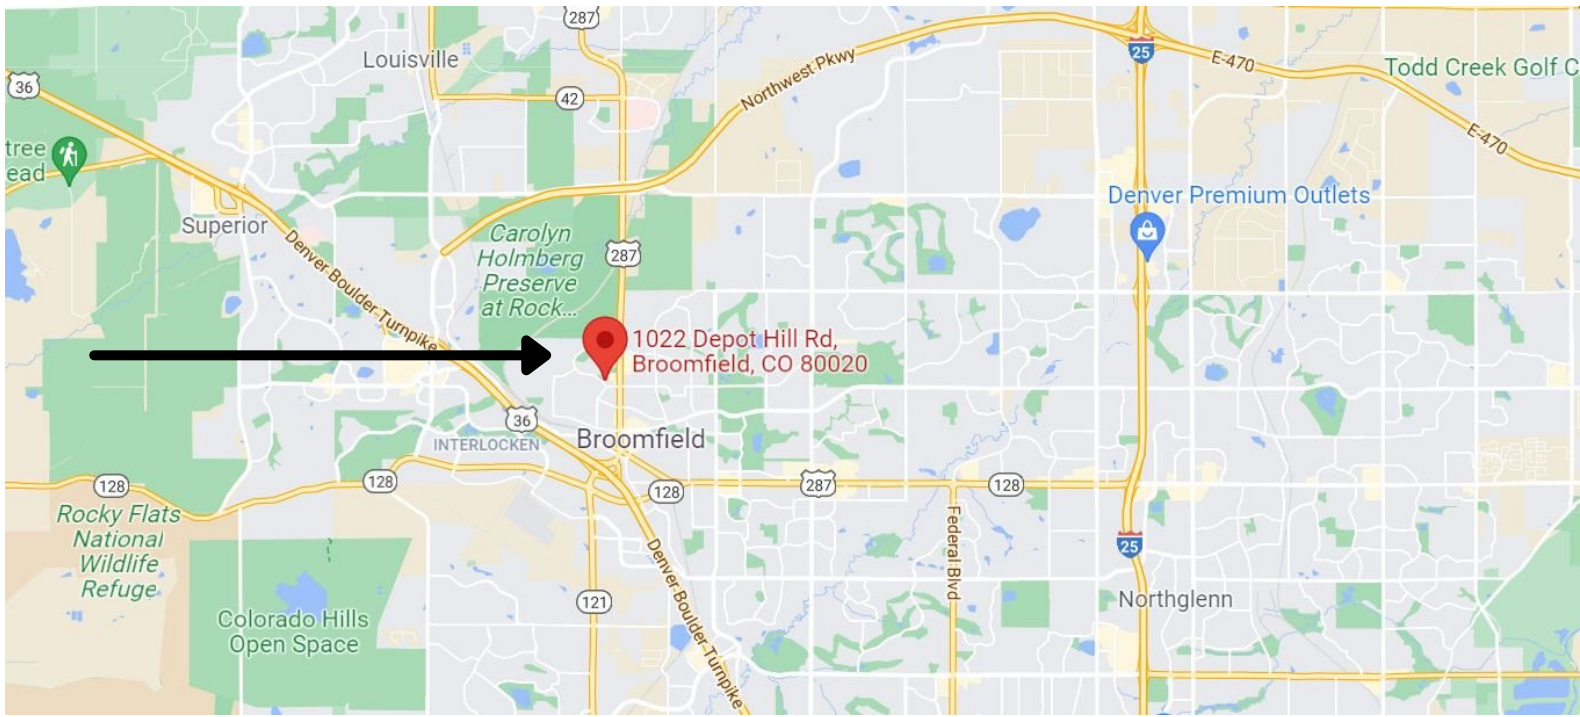 287
Louisville
25
E-470
Todd Creek Golf C
36
Northwest Pkwy
42
E-470
tree
ead
Denver Premium Outlets
Superior
Carolyn
Holmberg
Preserve
at Rock...
Denver Boulder Turnpike
287
1022 Depot Hill Rd,
Broomfield, CO 80020
36
Broomfield
INTERLOCKEN
128
128
128
287
128
Rocky Flats
National
Wildlife
Refuge
Federal Blvd
25
Denver Boulder Turnpike
121
Northglenn
Colorado Hills
Open Space